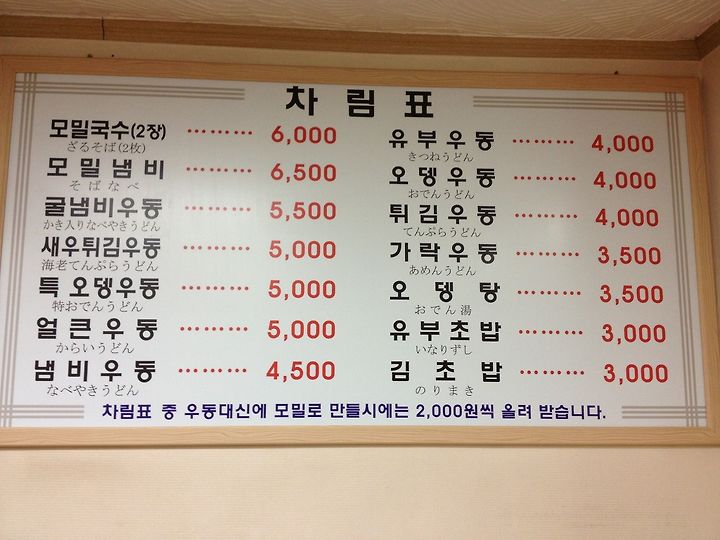 차림표
모밀국수(2장) ········· 6,000
ざるそば(2枚)
모밀냄비 ········· 6,500
そばなべ
굴냄비우동 ········· 5,500
かき入りなべやきうどん
새우튀김우동 ········· 5,000
海老てんぷらうどん
특오뎅우동 ········· 5,000
特おでんうどん
얼큰우동 ········· 5,000
からいうどん
냄비우동 ········· 4,500
なべやきうどん
유부우동 ········· 4,000
きつねうどん
오뎅우동 ········· 4,000
おでんうどん
튀김우동 ········· 4,000
てんぷらうどん
가락우동 ········· 3,500
あめんうどん
오뎅탕 ········· 3,500
おでん湯
유부초밥 ········· 3,000
いなりずし
김초밥 ········· 3,000
のりまき
차림표 중 우동대신에 모밀로 만들시에는 2,000원씩 올려 받습니다.